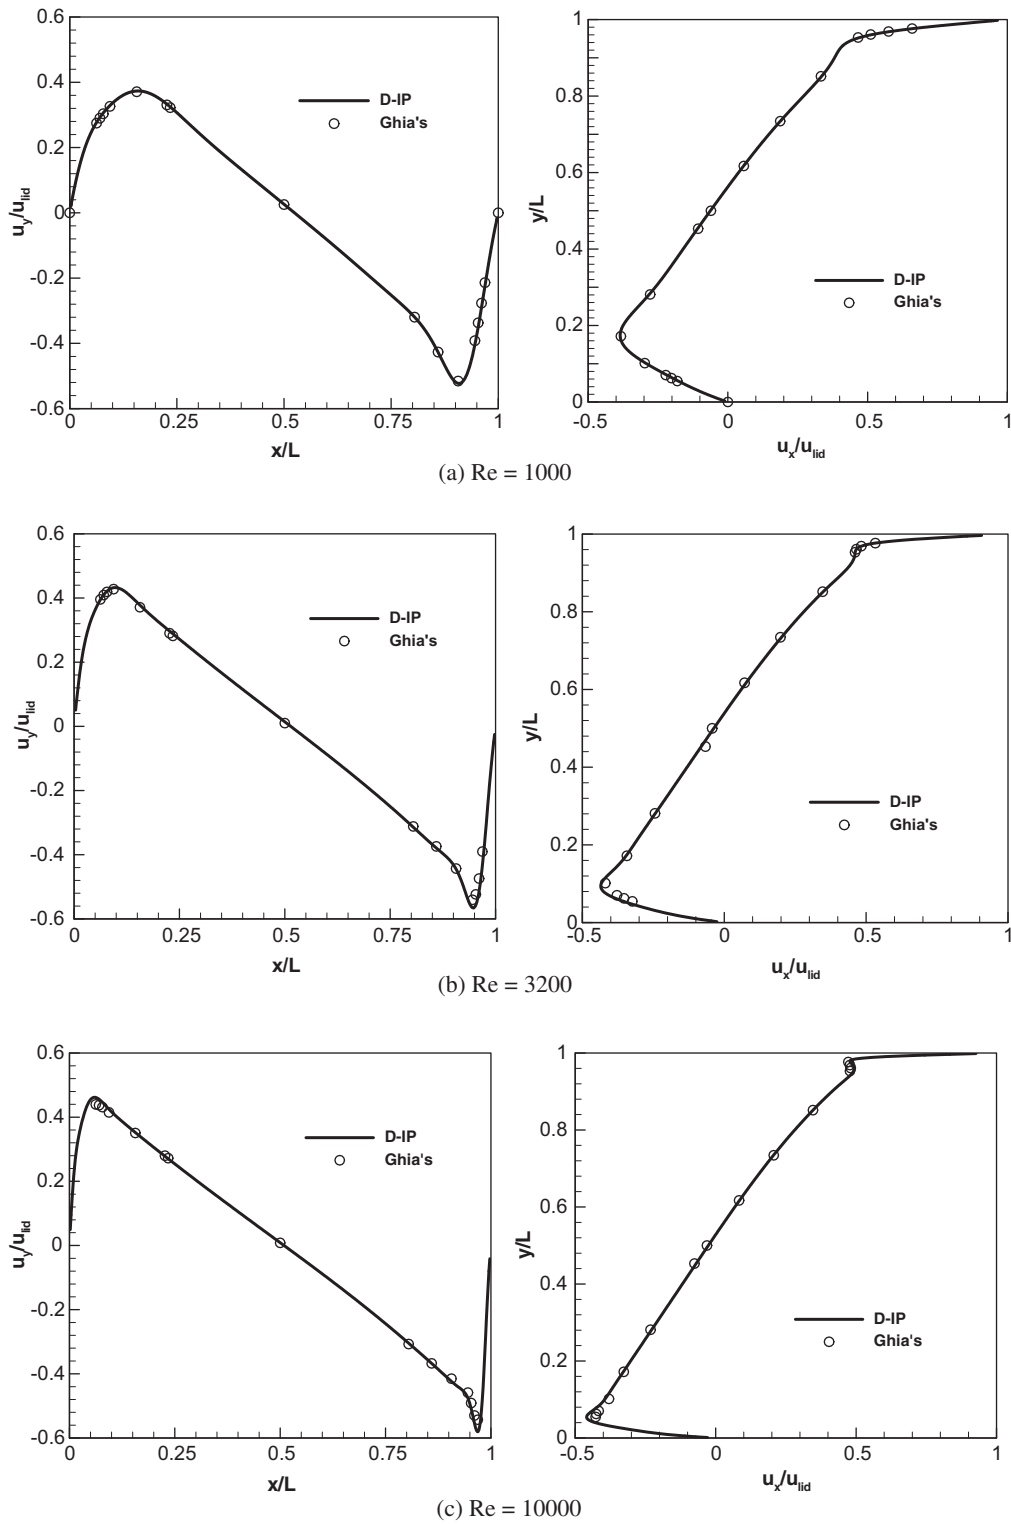 0.6
0.4
0.2
0
-0.2
-0.4
-0.6
0
0.25
0.5
0.75
1
u_y/u_lid
x/L
D-IP
Ghia's
1
0.8
0.6
0.4
0.2
0
-0.5
0
0.5
1
y/L
u_x/u_lid
D-IP
Ghia's
(a) Re = 1000
0.6
0.4
0.2
0
-0.2
-0.4
-0.6
0
0.25
0.5
0.75
1
u_y/u_lid
x/L
D-IP
Ghia's
1
0.8
0.6
0.4
0.2
0
-0.5
0
0.5
1
y/L
u_x/u_lid
D-IP
Ghia's
(b) Re = 3200
0.6
0.4
0.2
0
-0.2
-0.4
-0.6
0
0.25
0.5
0.75
1
u_y/u_lid
x/L
D-IP
Ghia's
1
0.8
0.6
0.4
0.2
0
-0.5
0
0.5
1
y/L
u_x/u_lid
D-IP
Ghia's
(c) Re = 10000